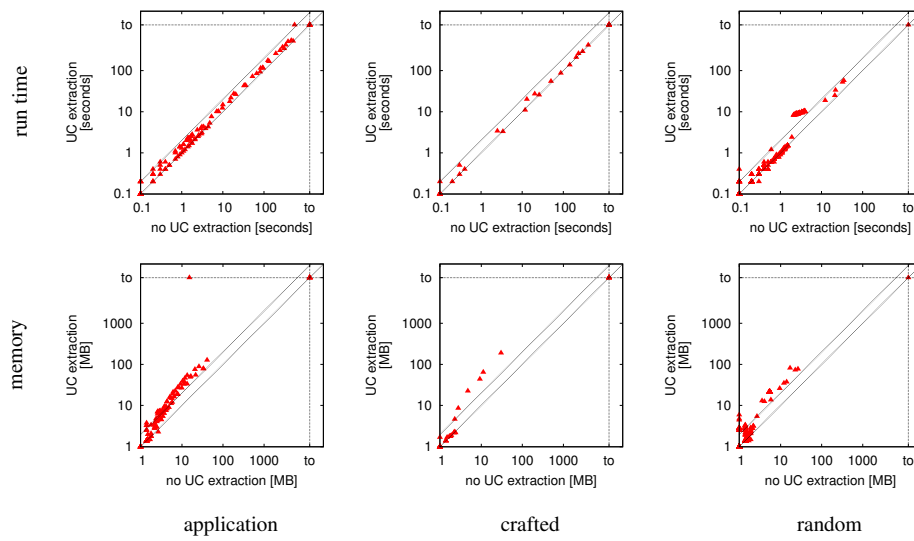 run time
UC extraction
[seconds]
to
100
10
1
0.1
0.1
1
10
100
to
no UC extraction [seconds]
UC extraction
[seconds]
to
100
10
1
0.1
0.1
1
10
100
to
no UC extraction [seconds]
UC extraction
[seconds]
to
100
10
1
0.1
0.1
1
10
100
to
no UC extraction [seconds]
memory
UC extraction
[MB]
to
1000
100
10
1
1
10
100
1000
to
no UC extraction [MB]
UC extraction
[MB]
to
1000
100
10
1
1
10
100
1000
to
no UC extraction [MB]
UC extraction
[MB]
to
1000
100
10
1
1
10
100
1000
to
no UC extraction [MB]
application
crafted
random